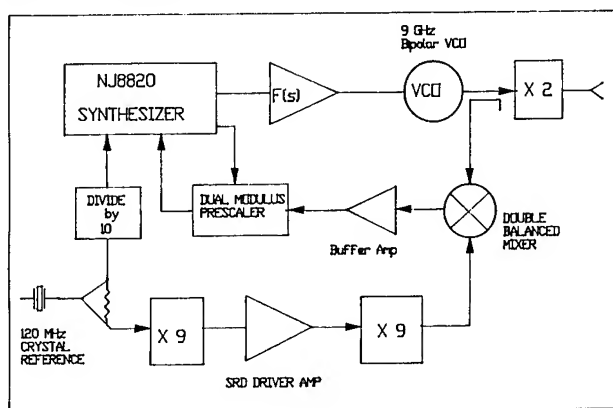 9 GHz
Bipolar VCO
NJ8820
SYNTHESIZER
F(s)
VCO
X 2
DIVIDE
by
10
DUAL MODULUS
PRESCALER
Buffer Amp
DOUBLE
BALANCED
MIXER
120 MHz
CRYSTAL
REFERENCE
X 9
SRD DRIVER AMP
X 9